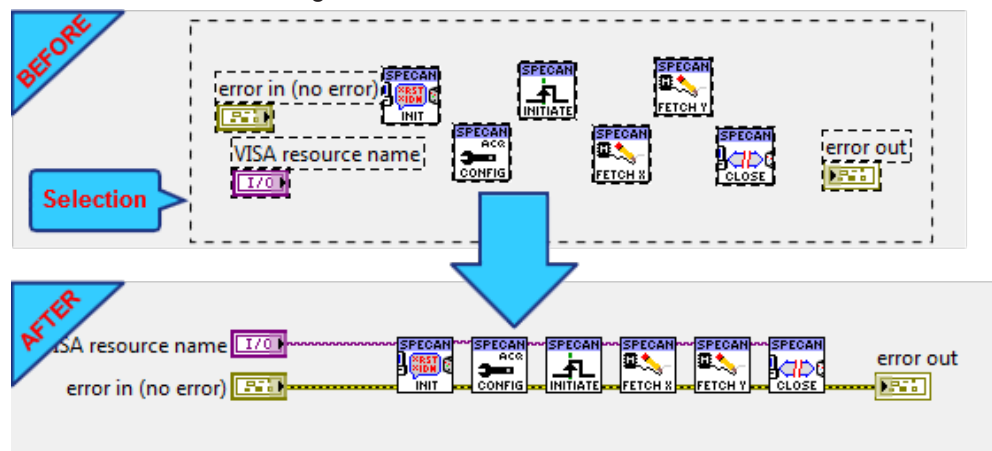 BEFORE
error in (no error)
SPECAN
*RST
*IDN
INIT
SPECAN
INITIATE
SPECAN
FETCH Y
VISA resource name
I/O
SPECAN
ACQ
CONFIG
SPECAN
FETCH X
SPECAN
CLOSE
error out
Selection
AFTER
ISA resource name
I/O
SPECAN
*RST
*IDN
INIT
SPECAN
ACQ
CONFIG
SPECAN
INITIATE
SPECAN
FETCH X
SPECAN
FETCH Y
SPECAN
CLOSE
error out
error in (no error)